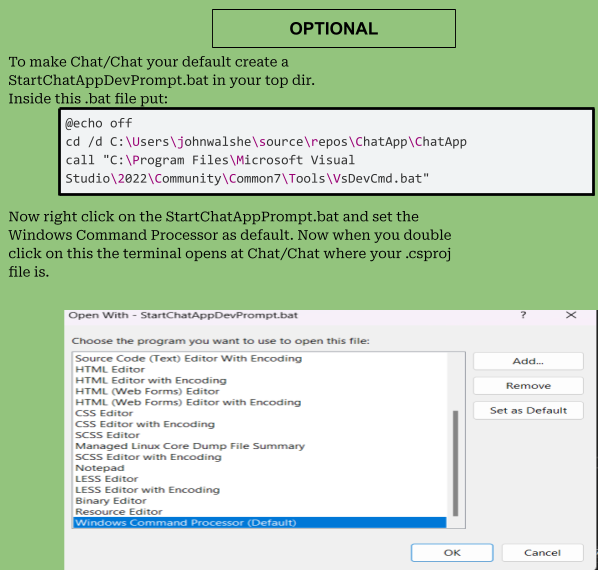 OPTIONAL
To make Chat/Chat your default create a
StartChatAppDevPrompt.bat in your top dir.
Inside this .bat file put:
@echo off
cd /d C:\Users\johnwalshe\source\repos\ChatApp\ChatApp
call "C:\Program Files\Microsoft Visual
Studio\2022\Community\Common7\Tools\VsDevCmd.bat"
Now right click on the StartChatAppPrompt.bat and set the
Windows Command Processor as default. Now when you double
click on this the terminal opens at Chat/Chat where your .csproj
file is.
Open With - StartChatAppDevPrompt.bat
?
Choose the program you want to use to open this file:
Source Code (Text) Editor With Encoding
HTML Editor
HTML Editor with Encoding
HTML (Web Forms) Editor
HTML (Web Forms) Editor with Encoding
CSS Editor
CSS Editor with Encoding
SCSS Editor
Managed Linux Core Dump File Summary
SCSS Editor with Encoding
Notepad
LESS Editor
LESS Editor with Encoding
Binary Editor
Resource Editor
Windows Command Processor (Default)
Add...
Remove
Set as Default
OK
Cancel